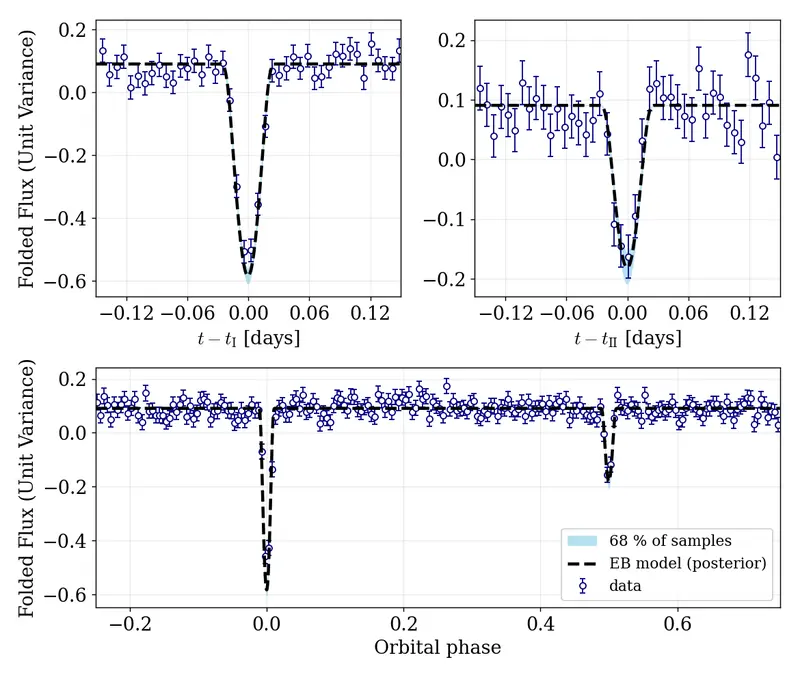 Folded Flux (Unit Variance)
0.2
0.0
−0.2
−0.4
−0.6
−0.12 −0.06 0.00 0.06 0.12
t − t_I [days]
0.2
0.1
0.0
−0.1
−0.2
−0.12 −0.06 0.00 0.06 0.12
t − t_II [days]
Folded Flux (Unit Variance)
0.2
0.0
−0.2
−0.4
−0.6
68 % of samples
EB model (posterior)
data
−0.2 0.0 0.2 0.4 0.6
Orbital phase